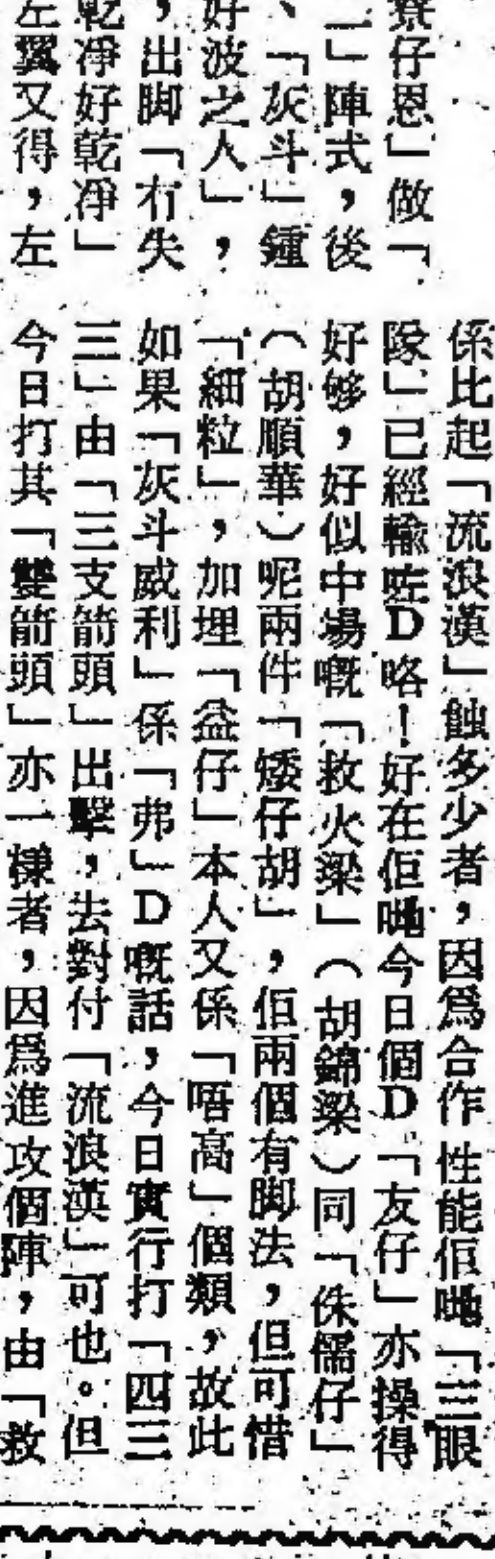 寮仔恩」做「
一」陣式，後
、「灰斗」鍾
好波之人」，
，出脚「冇失
乾淨好乾淨」
左翼又得，左
係比起「流浪漢」蝕多少者，因爲合作性能佢哋「三眼
隊」已經輸咗D略！好在佢哋今日個D「友仔」亦操得
好够，好似中場嘅「救火梁」（胡錦梁）同「侏儒仔」
（胡順華）呢兩件「矮仔胡」，佢兩個有脚法，但可惜
「細粒」，加埋「益仔」本人又係「唔高」個類，故此
如果「灰斗威利」係「弗」D嘅話，今日實行打「四三
三」由「三支箭頭」出擊，去對付「流浪漢」可也。但
今日打其「雙箭頭」亦一樣者，因爲進攻個陣，由「救